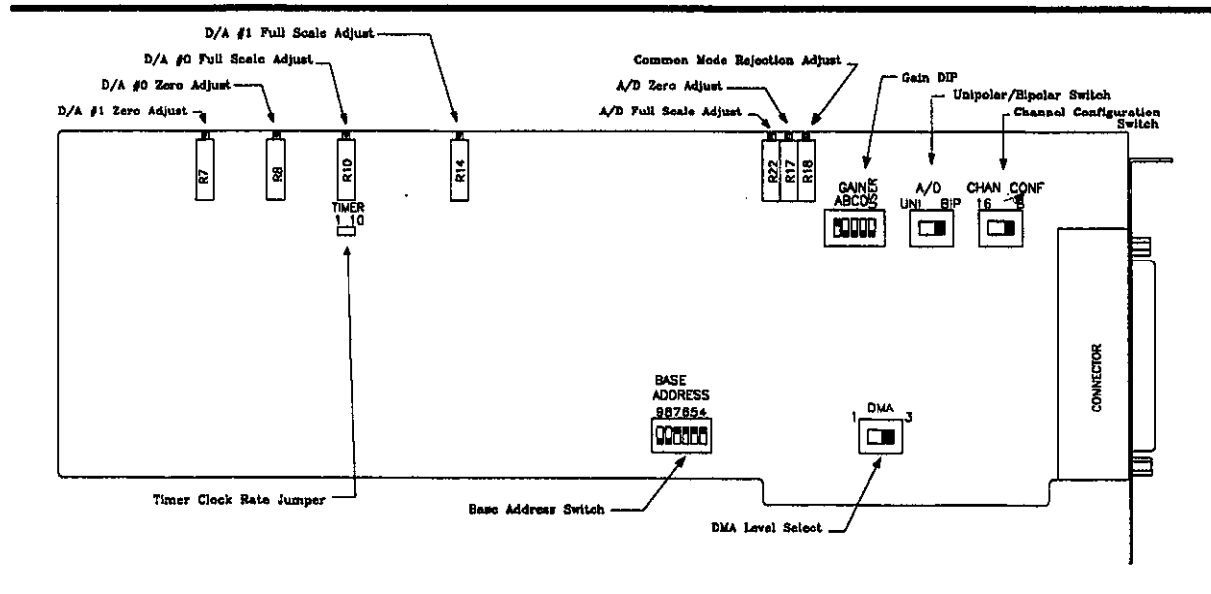 D/A #1 Full Scale Adjust
D/A #0 Full Scale Adjust
D/A #0 Zero Adjust
D/A #1 Zero Adjust
Common Mode Rejection Adjust
A/D Zero Adjust
A/D Full Scale Adjust
Gain DIP
Unipolar/Bipolar Switch
Channel Configuration
Switch
R7
R8
R10
R14
R22
R17
R18
TIMER
1 10
GAIN
ABCD
USER
A/D
UNI BIP
CHAN CONF
16 8
CONNECTOR
BASE
ADDRESS
987654
DMA
1 3
Timer Clock Rate Jumper
Base Address Switch
DMA Level Select